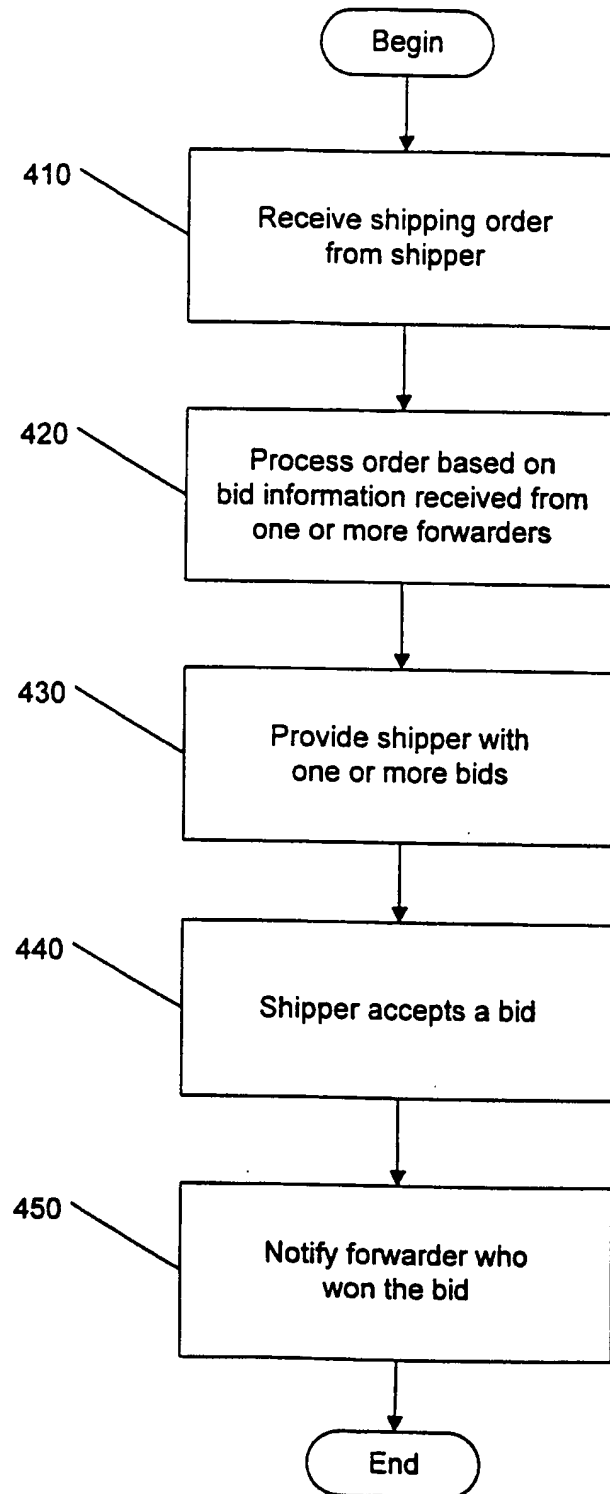 Begin
410
Receive shipping order
from shipper
420
Process order based on
bid information received from
one or more forwarders
430
Provide shipper with
one or more bids
440
Shipper accepts a bid
450
Notify forwarder who
won the bid
End